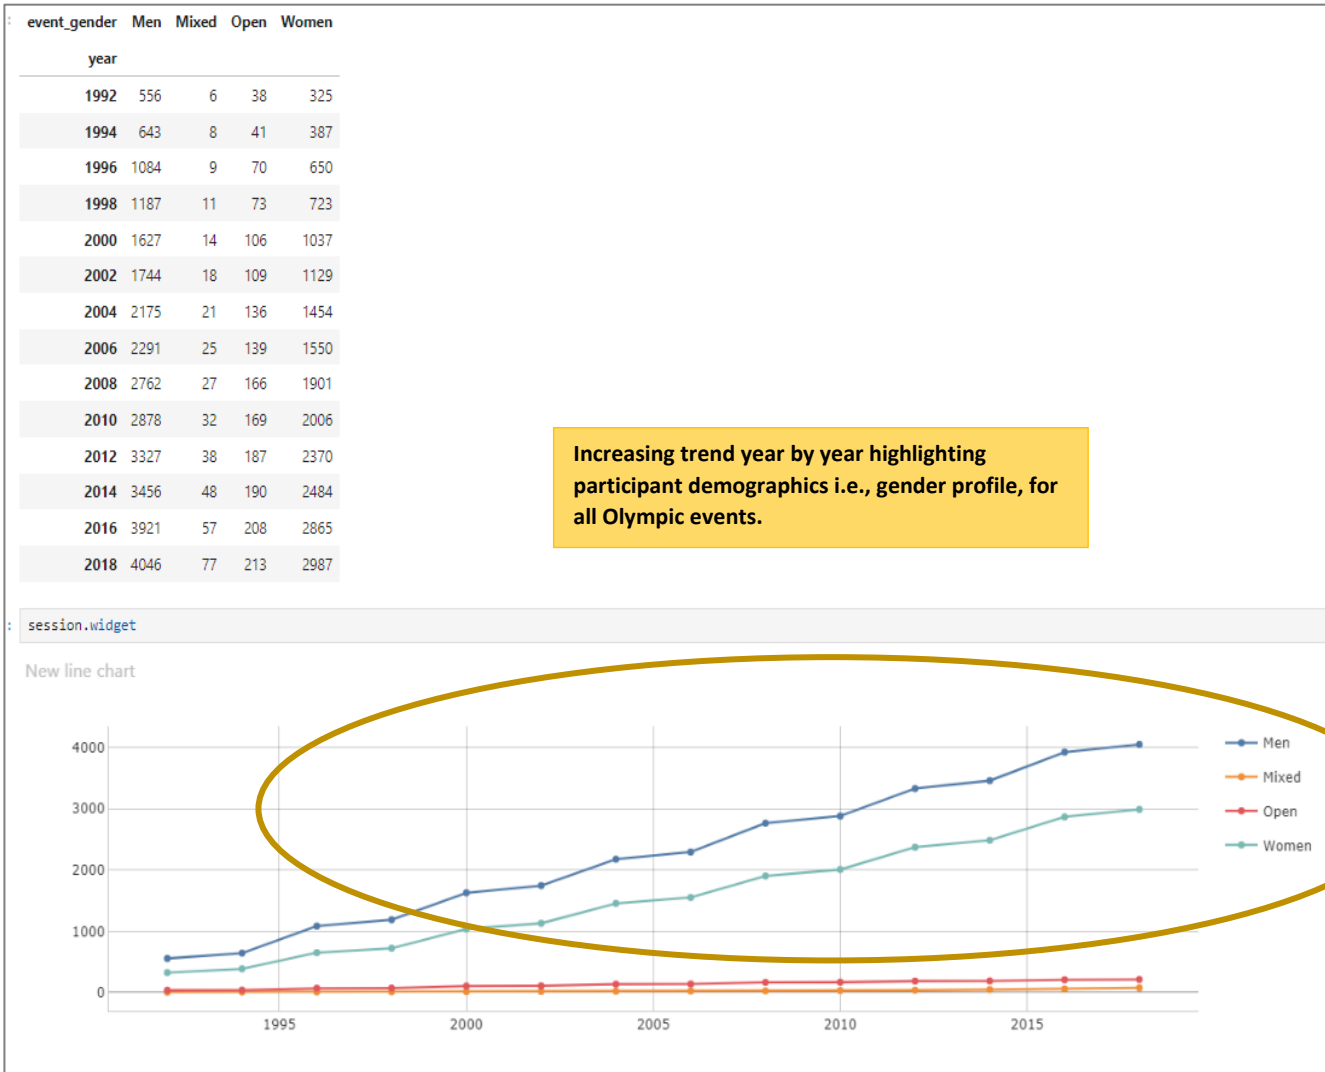 event_gender Men Mixed Open Women
year
1992 556 6 38 325
1994 643 8 41 387
1996 1084 9 70 650
1998 1187 11 73 723
2000 1627 14 106 1037
2002 1744 18 109 1129
2004 2175 21 136 1454
2006 2291 25 139 1550
2008 2762 27 166 1901
2010 2878 32 169 2006
2012 3327 38 187 2370
2014 3456 48 190 2484
2016 3921 57 208 2865
2018 4046 77 213 2987
Increasing trend year by year highlighting
participant demographics i.e., gender profile, for
all Olympic events.
: session.widget
New line chart
4000
3000
2000
1000
0
1995 2000 2005 2010 2015
Men
Mixed
Open
Women